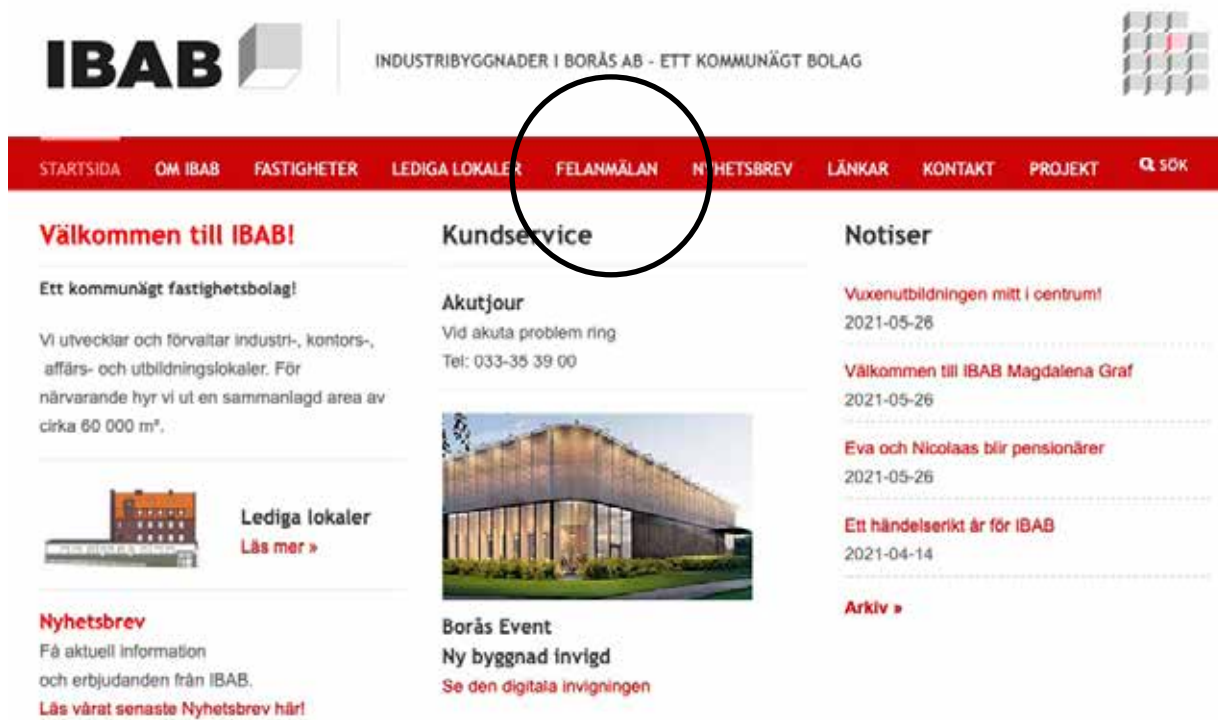 IBAB
INDUSTRIBYGGNADER I BORÅS AB - ETT KOMMUNÄGT BOLAG
STARTSIDA OM IBAB FASTIGHETER LEDIGA LOKALER FELANMÄLAN NYHETSBREV LÄNKAR KONTAKT PROJEKT SÖK
Välkommen till IBAB!
Ett kommunägt fastighetsbolag!
Vi utvecklar och förvaltar industri-, kontors-,
affärs- och utbildningslokaler. För
närvarande hyr vi ut en sammanlagd area av
cirka 60 000 m².
Lediga lokaler
Läs mer »
Nyhetsbrev
Få aktuell information
och erbjudanden från IBAB.
Läs vårat senaste Nyhetsbrev här!
Kundservice
Akutjour
Vid akuta problem ring
Tel: 033-35 39 00
Borås Event
Ny byggnad invigd
Se den digitala invigningen
Notiser
Vuxenutbildningen mitt i centrum!
2021-05-26
Välkommen till IBAB Magdalena Graf
2021-05-26
Eva och Nicolaas blir pensionärer
2021-05-26
Ett händelserikt år för IBAB
2021-04-14
Arkiv »